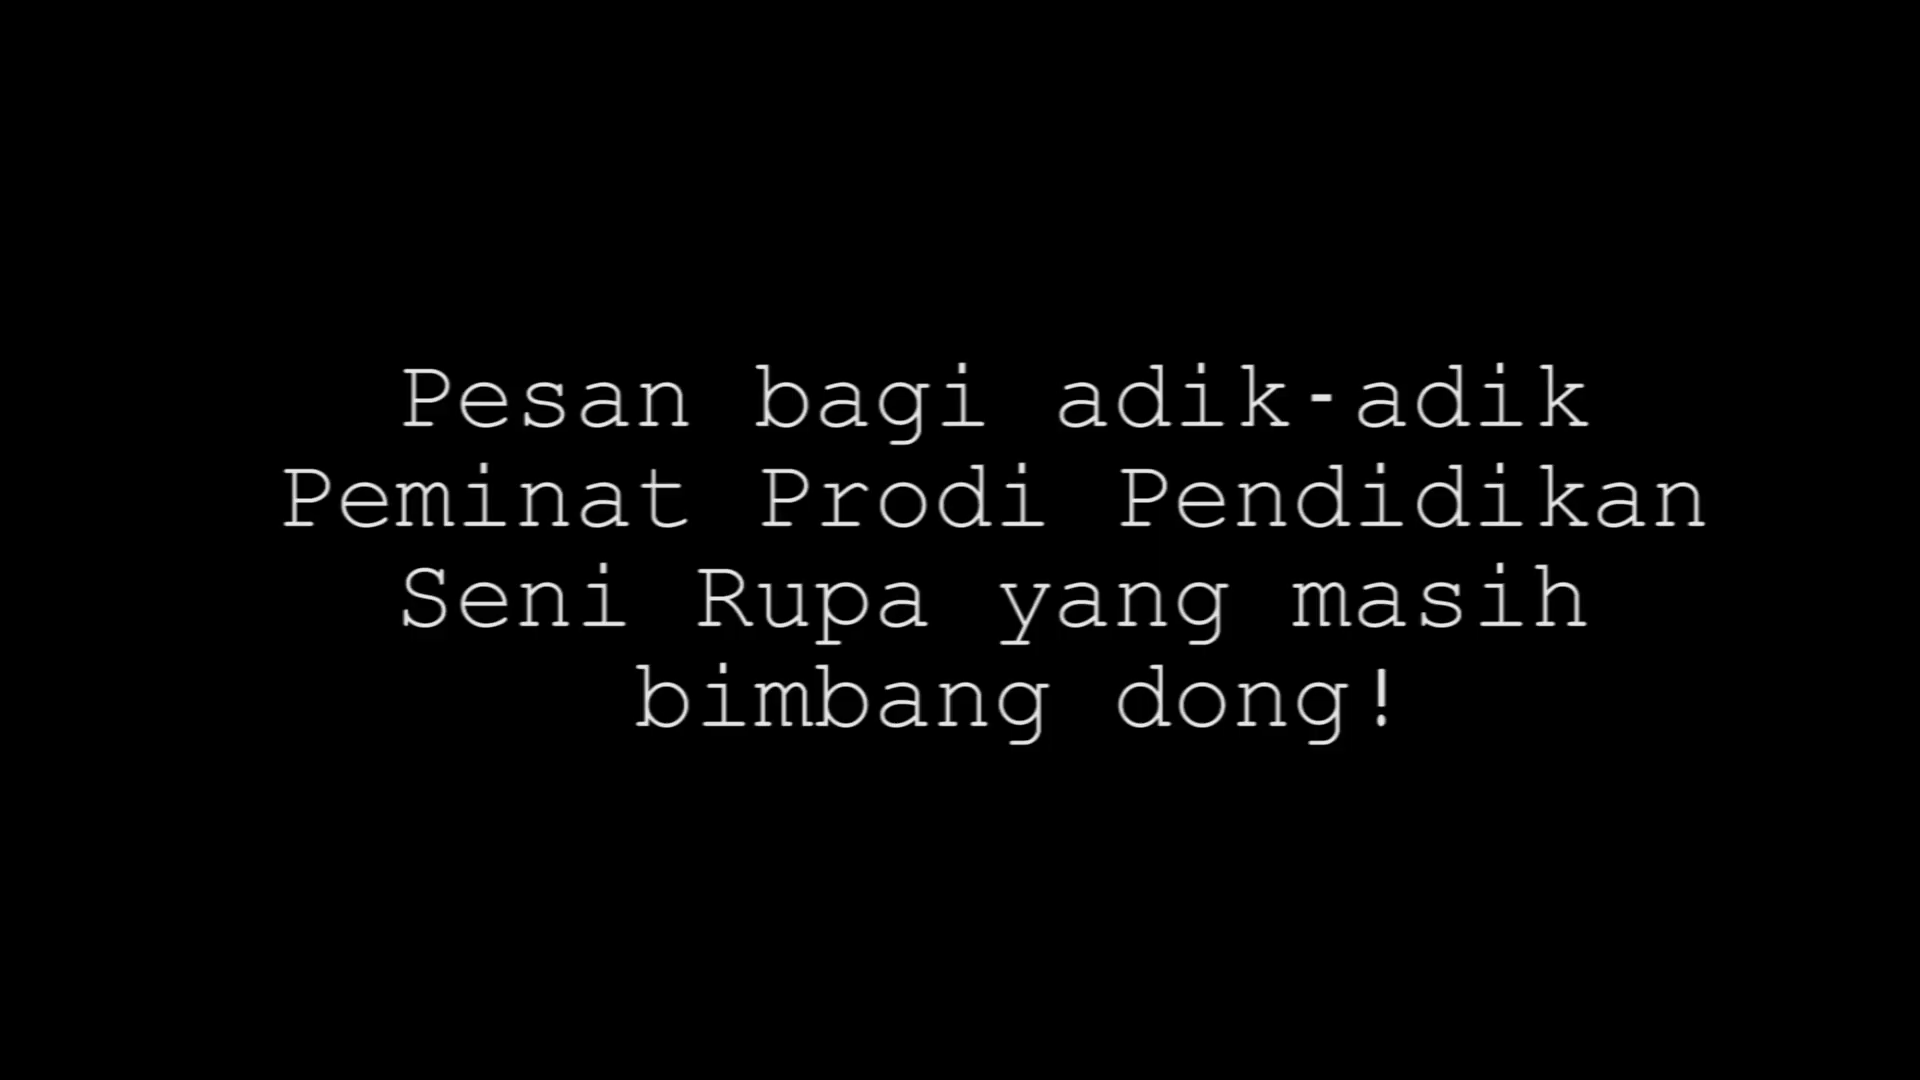 Pesan bagi adik-adik
Peminat Prodi Pendidikan
Seni Rupa yang masih
bimbang dong!